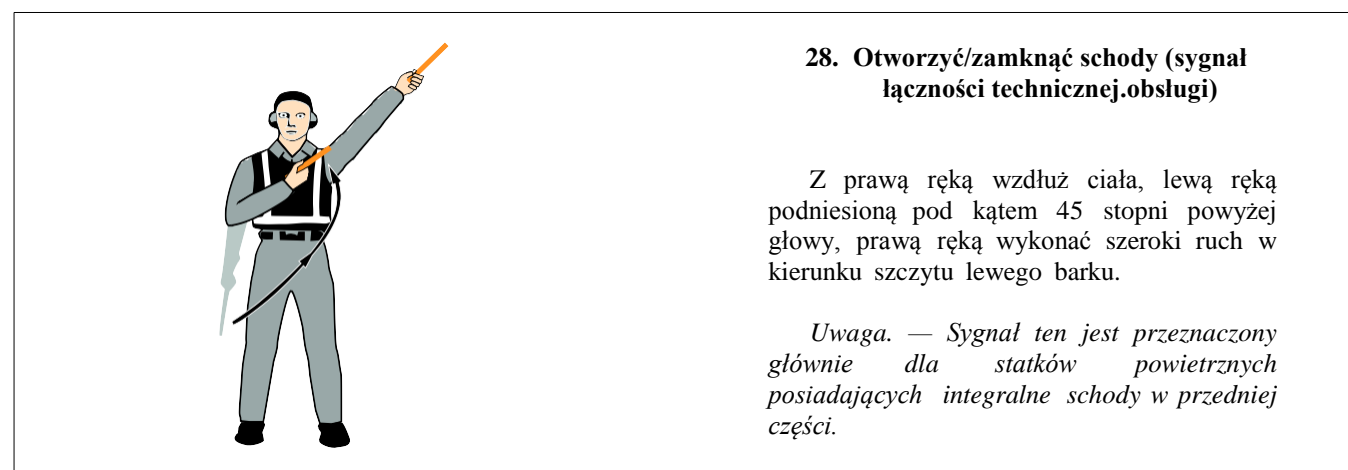 28. Otworzyć/zamknąć schody (sygnał
łączności technicznej.obsługi)
Z prawą ręką wzdłuż ciała, lewą ręką
podniesioną pod kątem 45 stopni powyżej
głowy, prawą ręką wykonać szeroki ruch w
kierunku szczytu lewego barku.
Uwaga. — Sygnał ten jest przeznaczony
głównie dla statków powietrznych
posiadających integralne schody w przedniej
części.